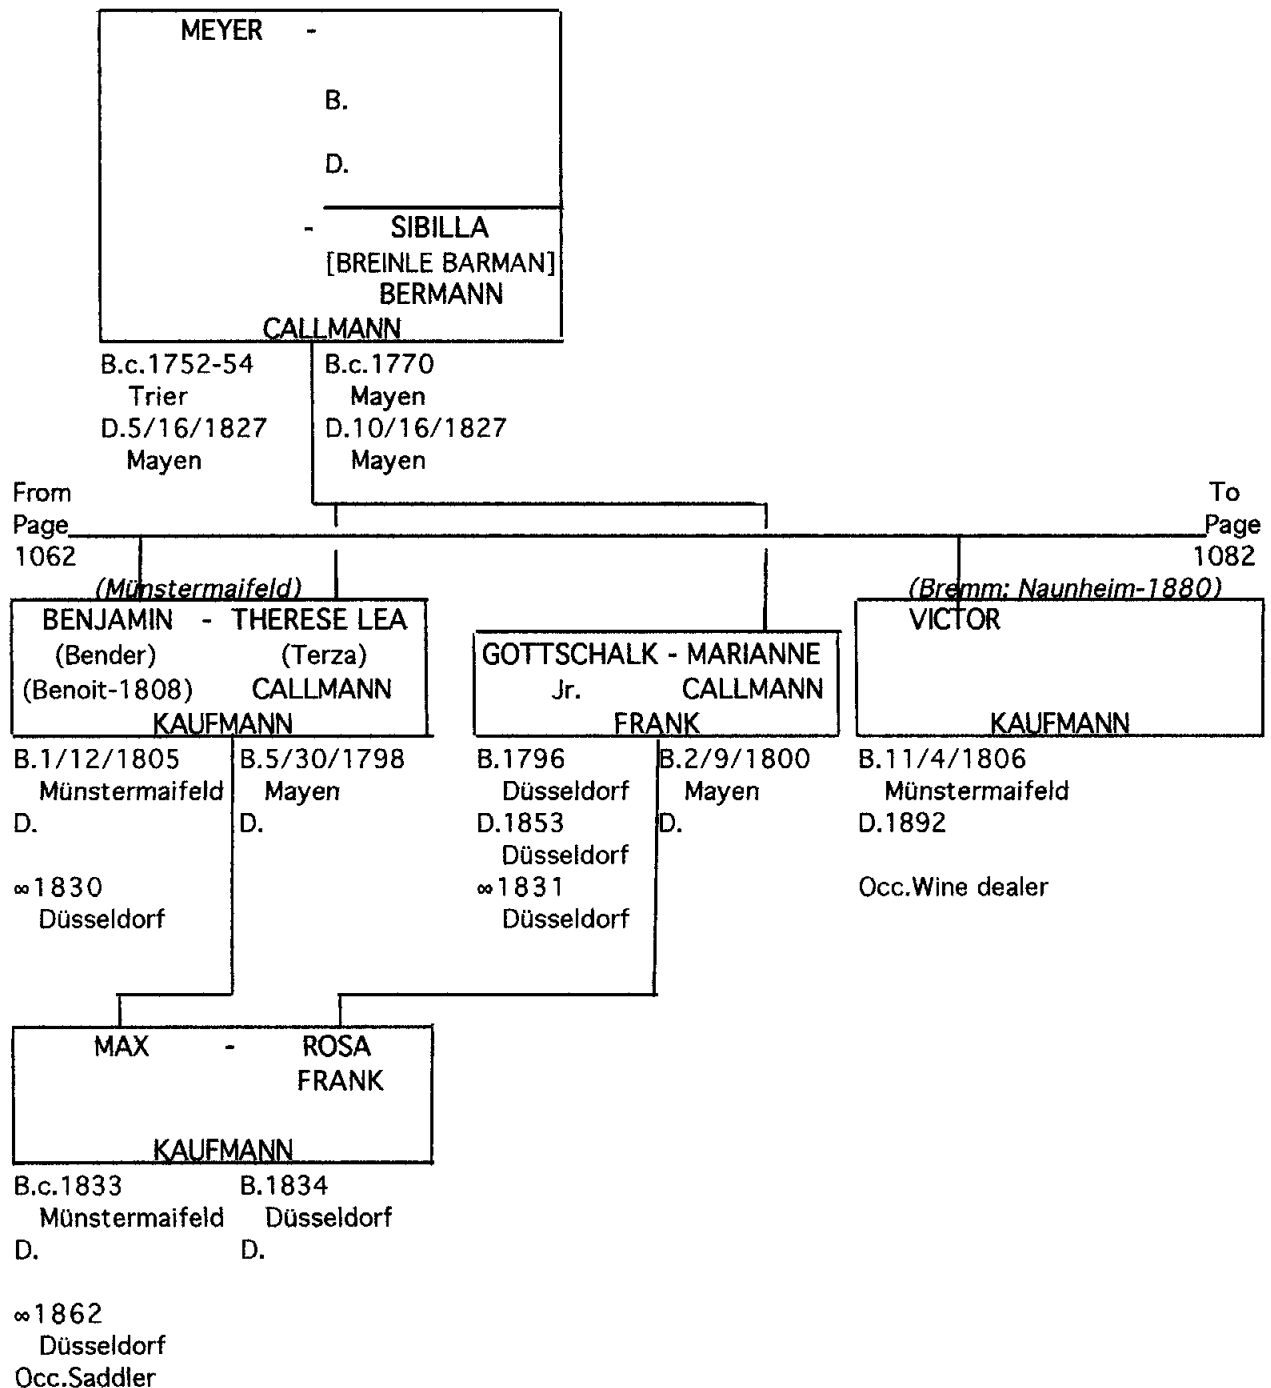 MEYER -
B.
D.
- SIBILLA
[BREINLE BARMAN]
BERMANN
CALLMANN
B.c.1752-54 B.c.1770
Trier Mayen
D.5/16/1827 D.10/16/1827
Mayen Mayen
From To
Page Page
1062 1082
(Münstermaifeld) (Bremm: Naunheim-1880)
BENJAMIN - THERESE LEA VICTOR
(Bender) (Terza) GOTTSCHALK - MARIANNE
(Benoit-1808) CALLMANN Jr. CALLMANN
KAUFMANN FRANK KAUFMANN
B.1/12/1805 B.5/30/1798 B.1796 B.2/9/1800 B.11/4/1806
Münstermaifeld Mayen Düsseldorf Mayen Münstermaifeld
D. D. D.1853 D. D.1892
Düsseldorf
∞1830 ∞1831 Occ.Wine dealer
Düsseldorf Düsseldorf
MAX - ROSA
FRANK
KAUFMANN
B.c.1833 B.1834
Münstermaifeld Düsseldorf
D. D.
∞1862
Düsseldorf
Occ.Saddler